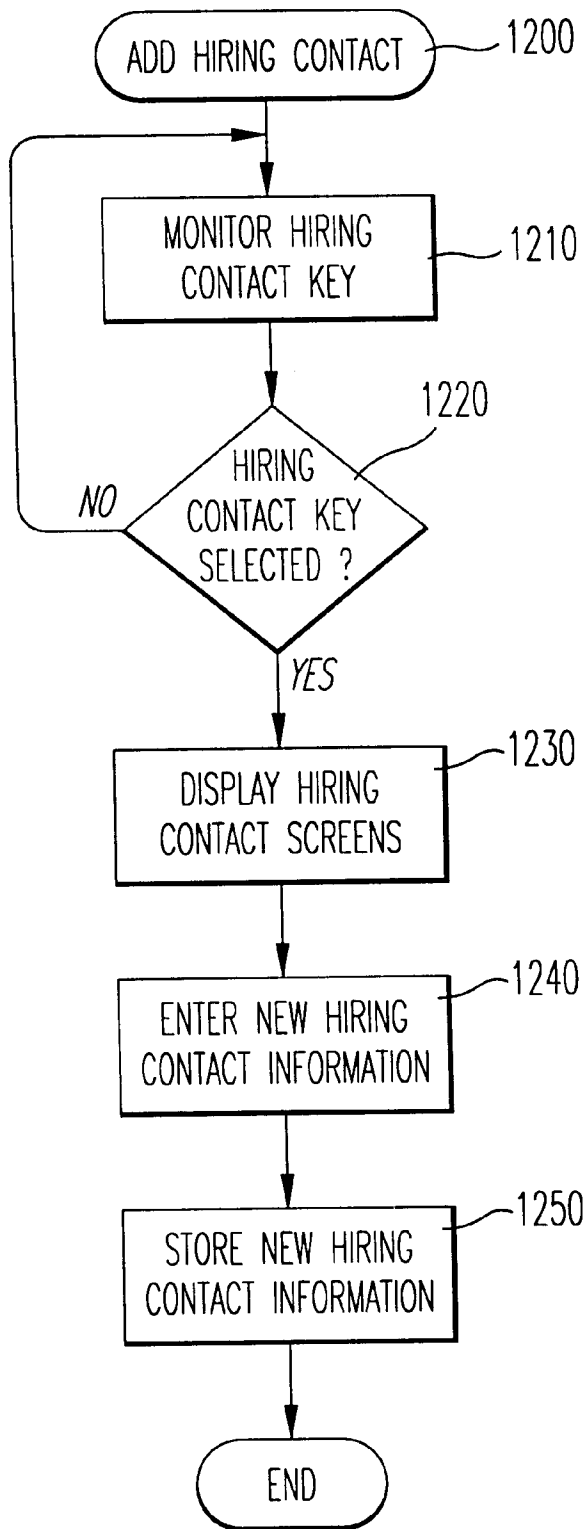 ADD HIRING CONTACT
1200
MONITOR HIRING
CONTACT KEY
1210
1220
HIRING
CONTACT KEY
SELECTED ?
NO
YES
1230
DISPLAY HIRING
CONTACT SCREENS
1240
ENTER NEW HIRING
CONTACT INFORMATION
1250
STORE NEW HIRING
CONTACT INFORMATION
END